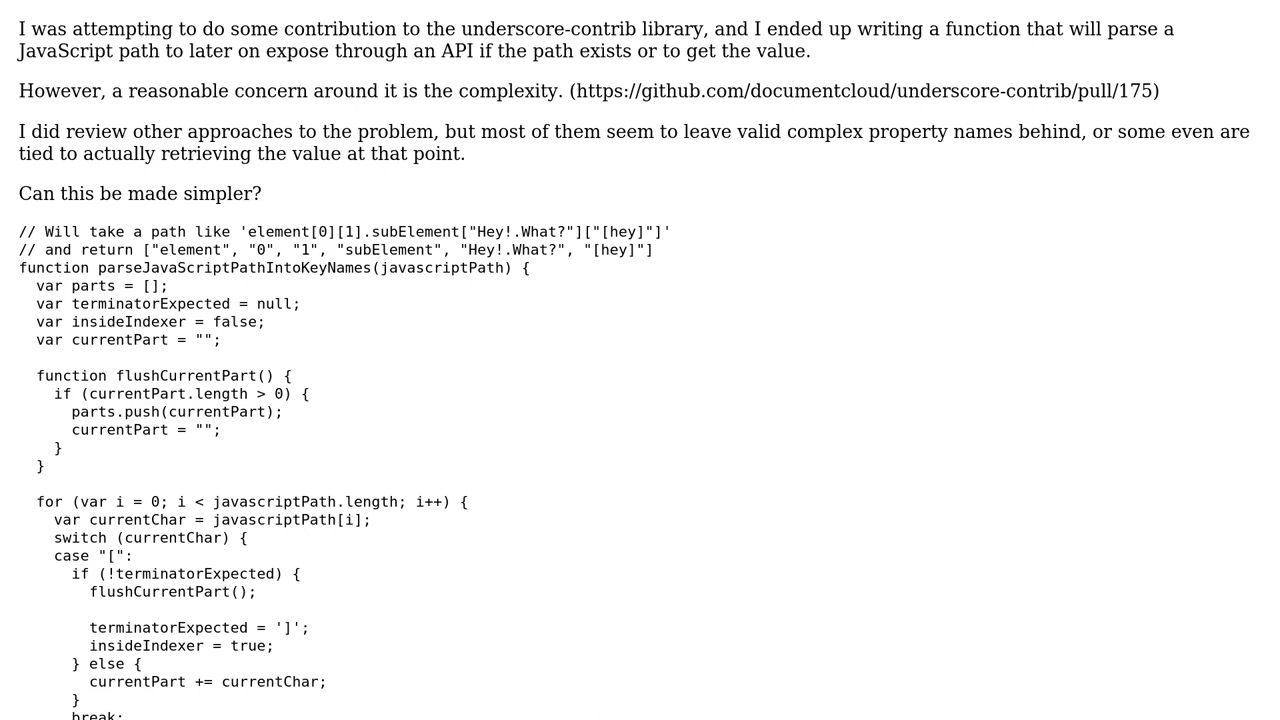 I was attempting to do some contribution to the underscore-contrib library, and I ended up writing a function that will parse a
JavaScript path to later on expose through an API if the path exists or to get the value.
However, a reasonable concern around it is the complexity. (https://github.com/documentcloud/underscore-contrib/pull/175)
I did review other approaches to the problem, but most of them seem to leave valid complex property names behind, or some even are
tied to actually retrieving the value at that point.
Can this be made simpler?
// Will take a path like 'element[0][1].subElement["Hey!.What?"]["[hey]"]'
// and return ["element", "0", "1", "subElement", "Hey!.What?", "[hey]"]
function parseJavaScriptPathIntoKeyNames(javascriptPath) {
  var parts = [];
  var terminatorExpected = null;
  var insideIndexer = false;
  var currentPart = "";

  function flushCurrentPart() {
    if (currentPart.length > 0) {
      parts.push(currentPart);
      currentPart = "";
    }
  }

  for (var i = 0; i < javascriptPath.length; i++) {
    var currentChar = javascriptPath[i];
    switch (currentChar) {
    case "[":
      if (!terminatorExpected) {
        flushCurrentPart();

        terminatorExpected = ']';
        insideIndexer = true;
      } else {
        currentPart += currentChar;
      }
      break;